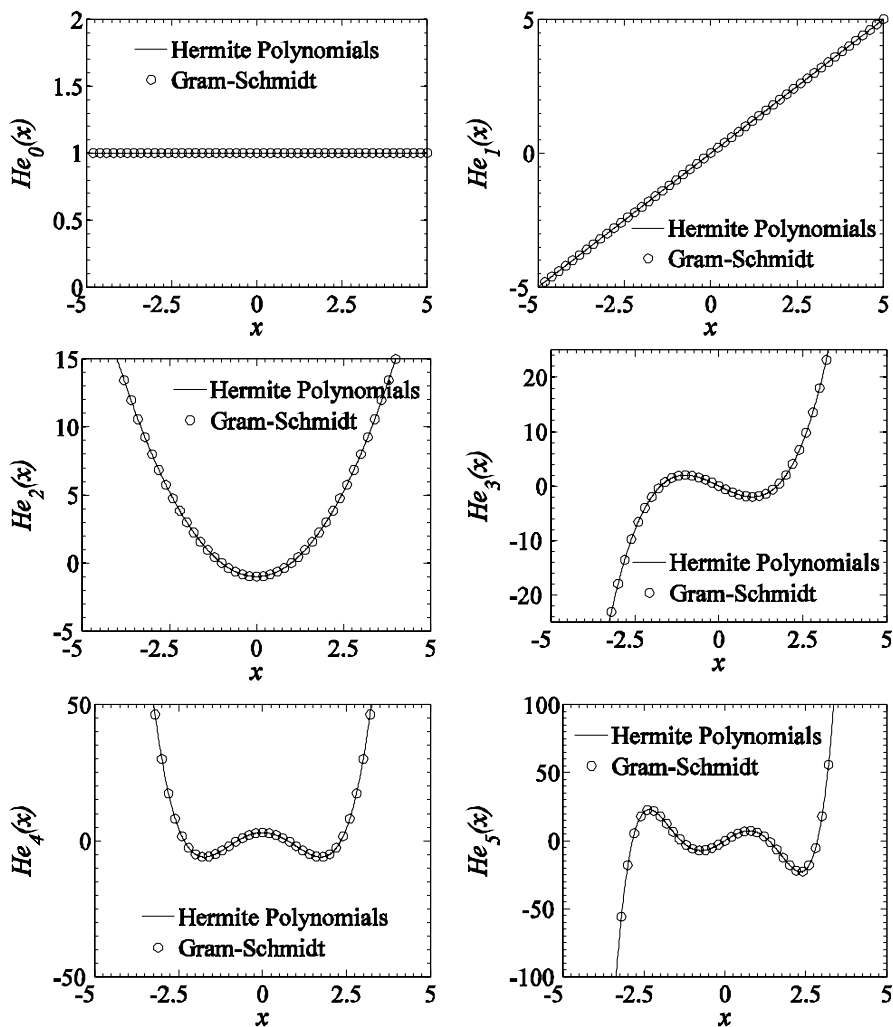 2
1.5
1
0.5
0
-5
-2.5
0
2.5
5
He0(x)
x
Hermite Polynomials
Gram-Schmidt
5
0
-5
-5
-2.5
0
2.5
5
He1(x)
x
Hermite Polynomials
Gram-Schmidt
15
10
5
0
-5
-5
-2.5
0
2.5
5
He2(x)
x
Hermite Polynomials
Gram-Schmidt
20
10
0
-10
-20
-5
-2.5
0
2.5
5
He3(x)
x
Hermite Polynomials
Gram-Schmidt
50
0
-50
-5
-2.5
0
2.5
5
He4(x)
x
Hermite Polynomials
Gram-Schmidt
100
50
0
-50
-100
-5
-2.5
0
2.5
5
He5(x)
x
Hermite Polynomials
Gram-Schmidt